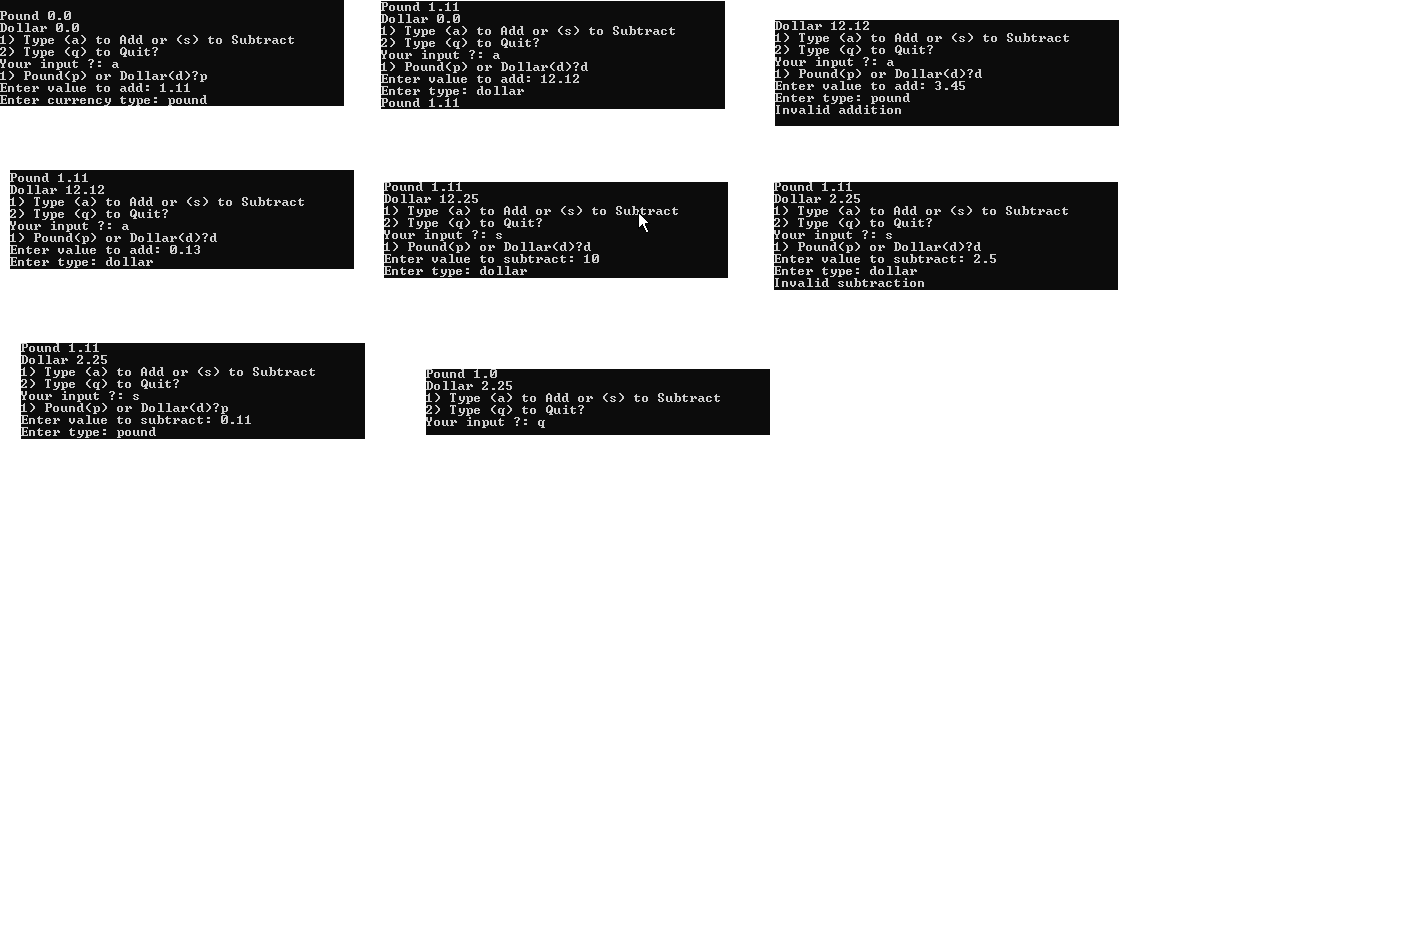 Pound 0.0
Dollar 0.0
1) Type (a) to Add or (s) to Subtract
2) Type (q) to Quit?
Your input ?: a
1) Pound(p) or Dollar(d)?p
Enter value to add: 1.11
Enter currency type: pound
Pound 1.11
Dollar 0.0
1) Type (a) to Add or (s) to Subtract
2) Type (q) to Quit?
Your input ?: a
1) Pound(p) or Dollar(d)?d
Enter value to add: 12.12
Enter type: dollar
Pound 1.11
Dollar 12.12
1) Type (a) to Add or (s) to Subtract
2) Type (q) to Quit?
Your input ?: a
1) Pound(p) or Dollar(d)?d
Enter value to add: 3.45
Enter type: pound
Invalid addition
Pound 1.11
Dollar 12.12
1) Type (a) to Add or (s) to Subtract
2) Type (q) to Quit?
Your input ?: a
1) Pound(p) or Dollar(d)?d
Enter value to add: 0.13
Enter type: dollar
Pound 1.11
Dollar 12.25
1) Type (a) to Add or (s) to Subtract
2) Type (q) to Quit?
Your input ?: s
1) Pound(p) or Dollar(d)?d
Enter value to subtract: 10
Enter type: dollar
Pound 1.11
Dollar 2.25
1) Type (a) to Add or (s) to Subtract
2) Type (q) to Quit?
Your input ?: s
1) Pound(p) or Dollar(d)?d
Enter value to subtract: 2.5
Enter type: dollar
Invalid subtraction
Pound 1.11
Dollar 2.25
1) Type (a) to Add or (s) to Subtract
2) Type (q) to Quit?
Your input ?: s
1) Pound(p) or Dollar(d)?p
Enter value to subtract: 0.11
Enter type: pound
Pound 1.0
Dollar 2.25
1) Type (a) to Add or (s) to Subtract
2) Type (q) to Quit?
Your input ?: q